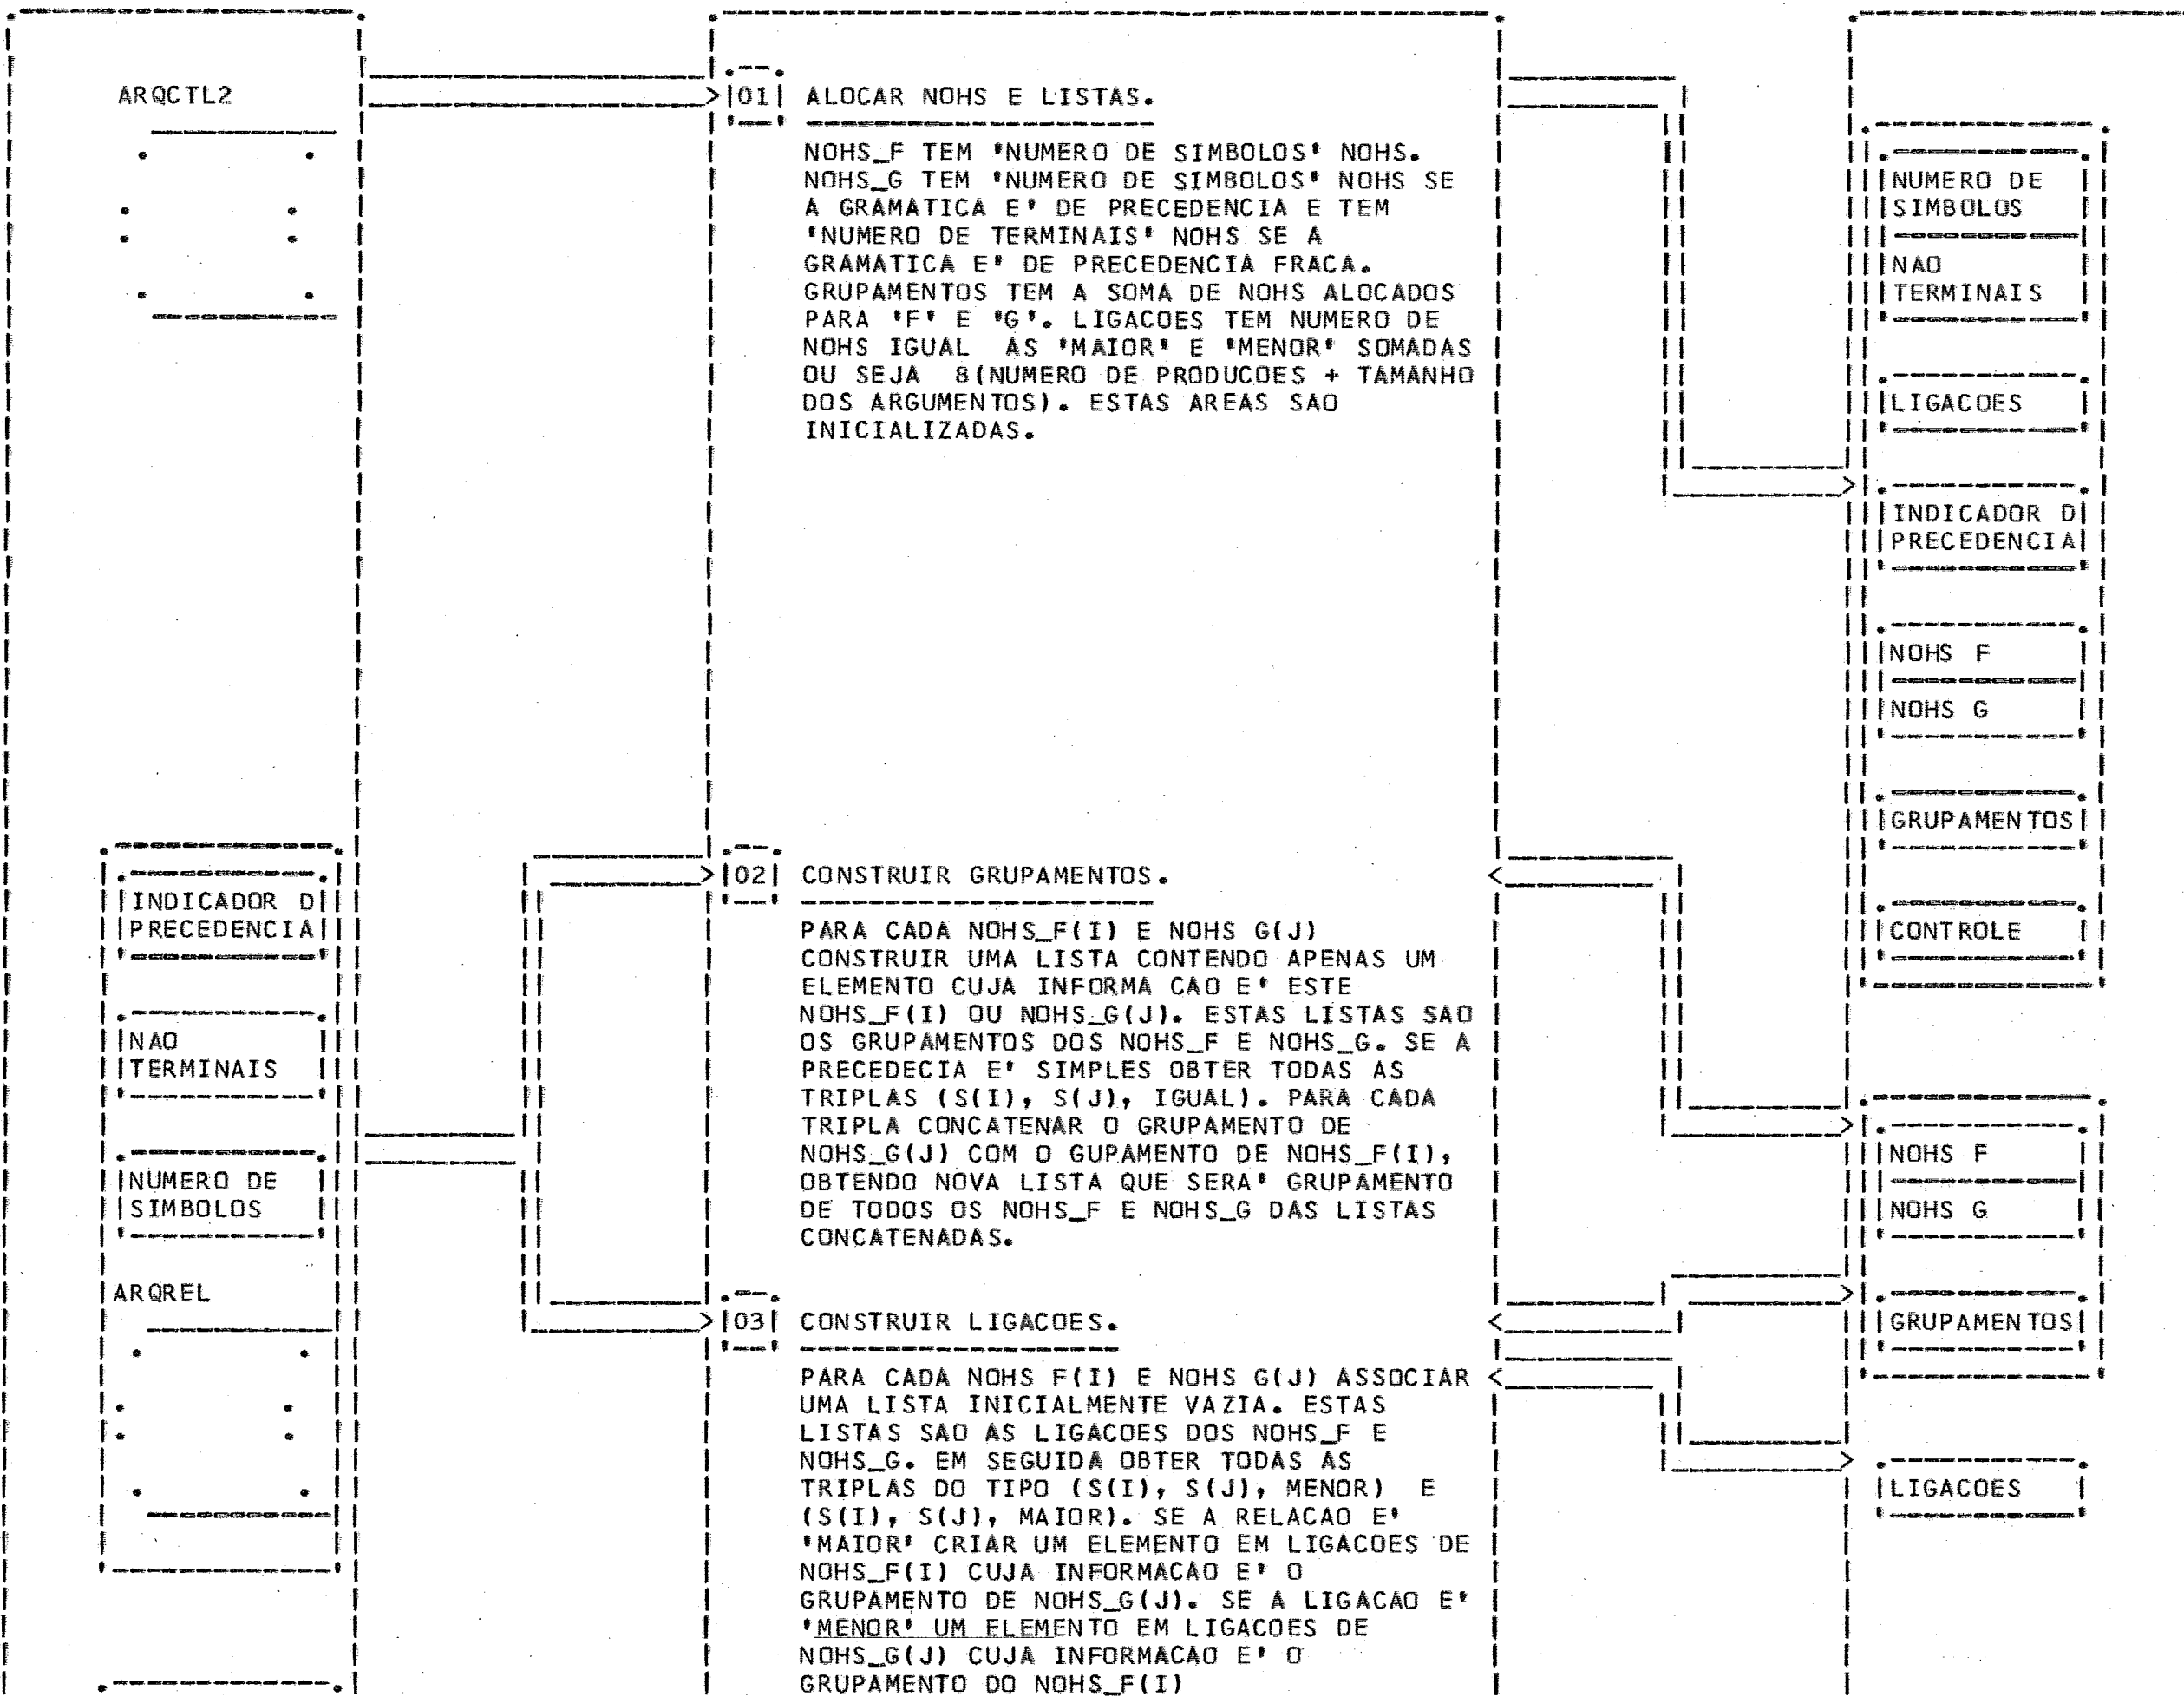 ARQCTL2
INDICADOR D
PRECEDENCIA
NAO
TERMINAIS
NUMERO DE
SIMBOLOS
ARQREL
01 ALOCAR NOHS E LISTAS.
NOHS_F TEM 'NUMERO DE SIMBOLOS' NOHS.
NOHS_G TEM 'NUMERO DE SIMBOLOS' NOHS SE
A GRAMATICA E' DE PRECEDENCIA E TEM
'NUMERO DE TERMINAIS' NOHS SE A
GRAMATICA E' DE PRECEDENCIA FRACA.
GRUPAMENTOS TEM A SOMA DE NOHS ALOCADOS
PARA 'F' E 'G'. LIGACOES TEM NUMERO DE
NOHS IGUAL AS 'MAIOR' E 'MENOR' SOMADAS
OU SEJA 8(NUMERO DE PRODUCOES + TAMANHO
DOS ARGUMENTOS). ESTAS AREAS SAO
INICIALIZADAS.
02 CONSTRUIR GRUPAMENTOS.
PARA CADA NOHS_F(I) E NOHS G(J)
CONSTRUIR UMA LISTA CONTENDO APENAS UM
ELEMENTO CUJA INFORMA CAO E' ESTE
NOHS_F(I) OU NOHS_G(J). ESTAS LISTAS SAO
OS GRUPAMENTOS DOS NOHS_F E NOHS_G. SE A
PRECEDECIA E' SIMPLES OBTER TODAS AS
TRIPLAS (S(I), S(J), IGUAL). PARA CADA
TRIPLA CONCATENAR O GRUPAMENTO DE
NOHS_G(J) COM O GUPAMENTO DE NOHS_F(I),
OBTENDO NOVA LISTA QUE SERA' GRUPAMENTO
DE TODOS OS NOHS_F E NOHS_G DAS LISTAS
CONCATENADAS.
03 CONSTRUIR LIGACOES.
PARA CADA NOHS F(I) E NOHS G(J) ASSOCIAR
UMA LISTA INICIALMENTE VAZIA. ESTAS
LISTAS SAO AS LIGACOES DOS NOHS_F E
NOHS_G. EM SEGUIDA OBTER TODAS AS
TRIPLAS DO TIPO (S(I), S(J), MENOR) E
(S(I), S(J), MAIOR). SE A RELACAO E'
'MAIOR' CRIAR UM ELEMENTO EM LIGACOES DE
NOHS_F(I) CUJA INFORMACAO E' O
GRUPAMENTO DE NOHS_G(J). SE A LIGACAO E'
'MENOR' UM ELEMENTO EM LIGACOES DE
NOHS_G(J) CUJA INFORMACAO E' O
GRUPAMENTO DO NOHS_F(I)
NUMERO DE
SIMBOLOS
NAO
TERMINAIS
LIGACOES
INDICADOR D
PRECEDENCIA
NOHS F
NOHS G
GRUPAMENTOS
CONTROLE
NOHS F
NOHS G
GRUPAMENTOS
LIGACOES